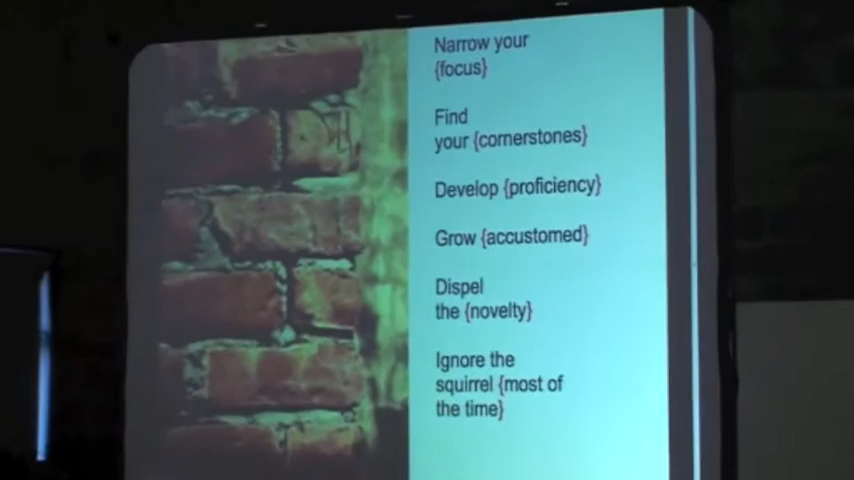 Narrow your
{focus}
Find
your {cornerstones}
Develop {proficiency}
Grow {accustomed}
Dispel
the {novelty}
Ignore the
squirrel {most of
the time}